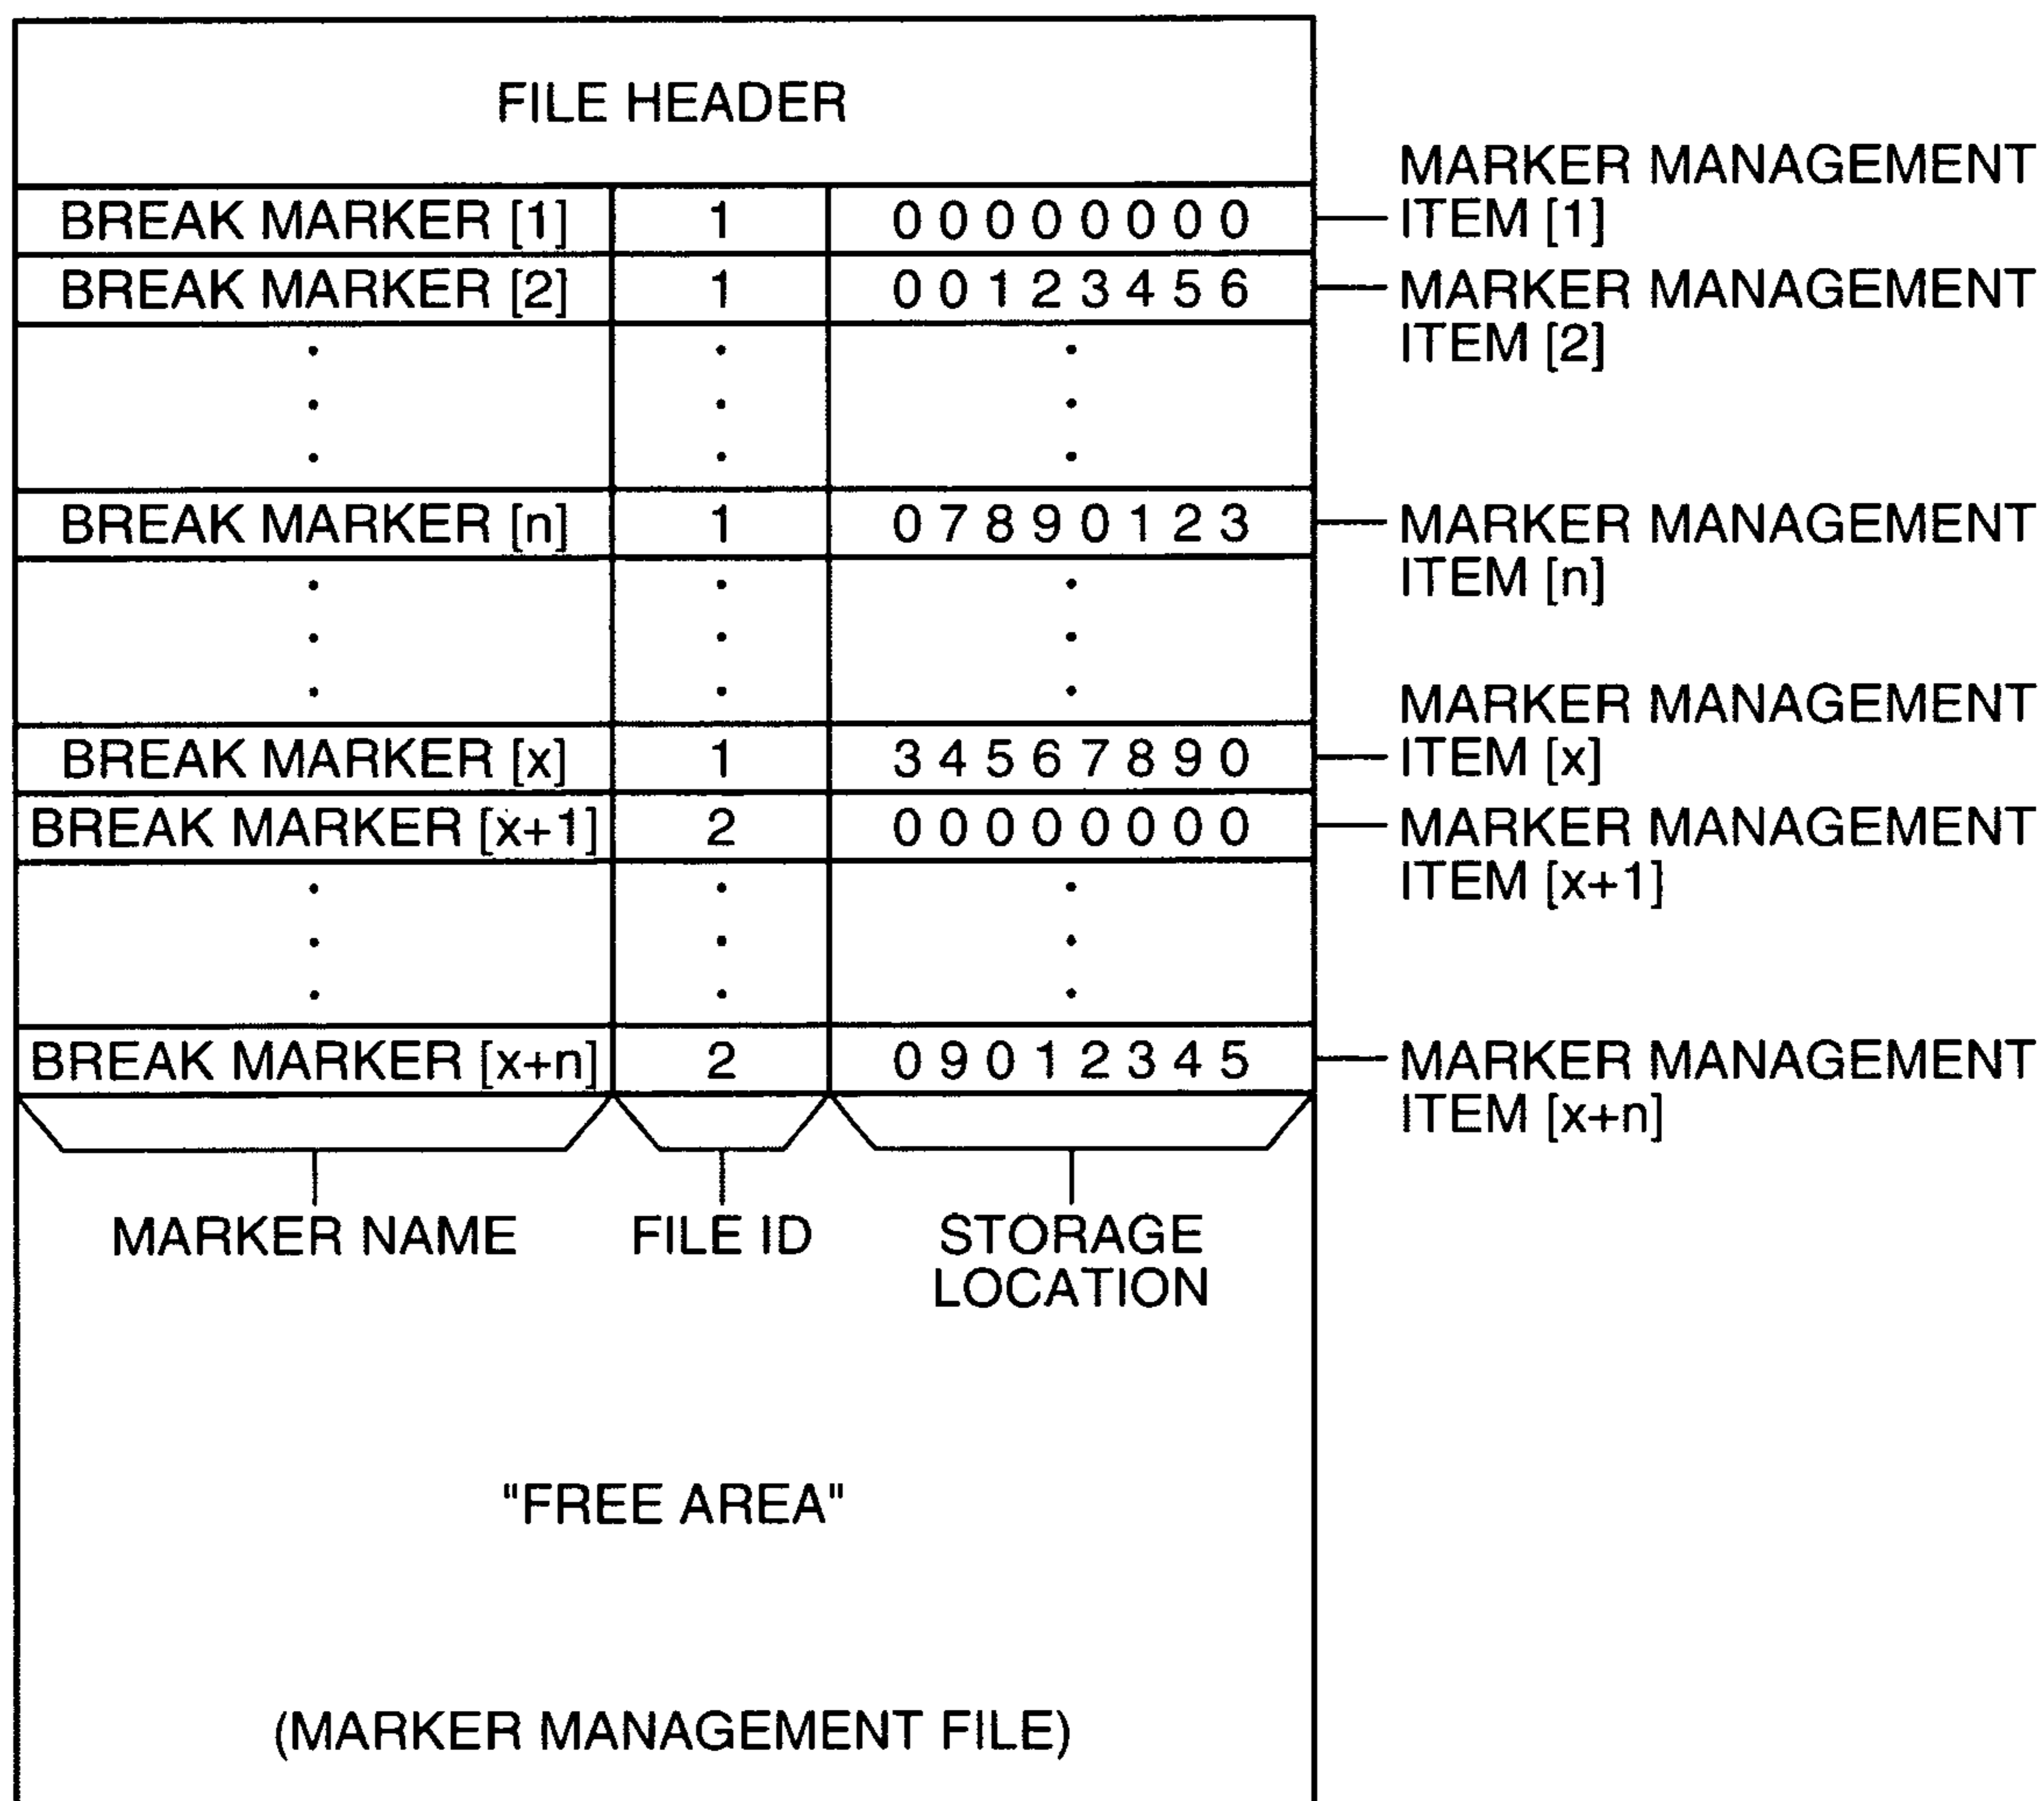 FILE HEADER
BREAK MARKER [1] 1 0 0 0 0 0 0 0 0 MARKER MANAGEMENT
ITEM [1]
BREAK MARKER [2] 1 0 0 1 2 3 4 5 6 MARKER MANAGEMENT
ITEM [2]
BREAK MARKER [n] 1 0 7 8 9 0 1 2 3 MARKER MANAGEMENT
ITEM [n]
BREAK MARKER [x] 1 3 4 5 6 7 8 9 0 MARKER MANAGEMENT
ITEM [x]
BREAK MARKER [x+1] 2 0 0 0 0 0 0 0 0 MARKER MANAGEMENT
ITEM [x+1]
BREAK MARKER [x+n] 2 0 9 0 1 2 3 4 5 MARKER MANAGEMENT
ITEM [x+n]
MARKER NAME FILE ID STORAGE
LOCATION
"FREE AREA"
(MARKER MANAGEMENT FILE)